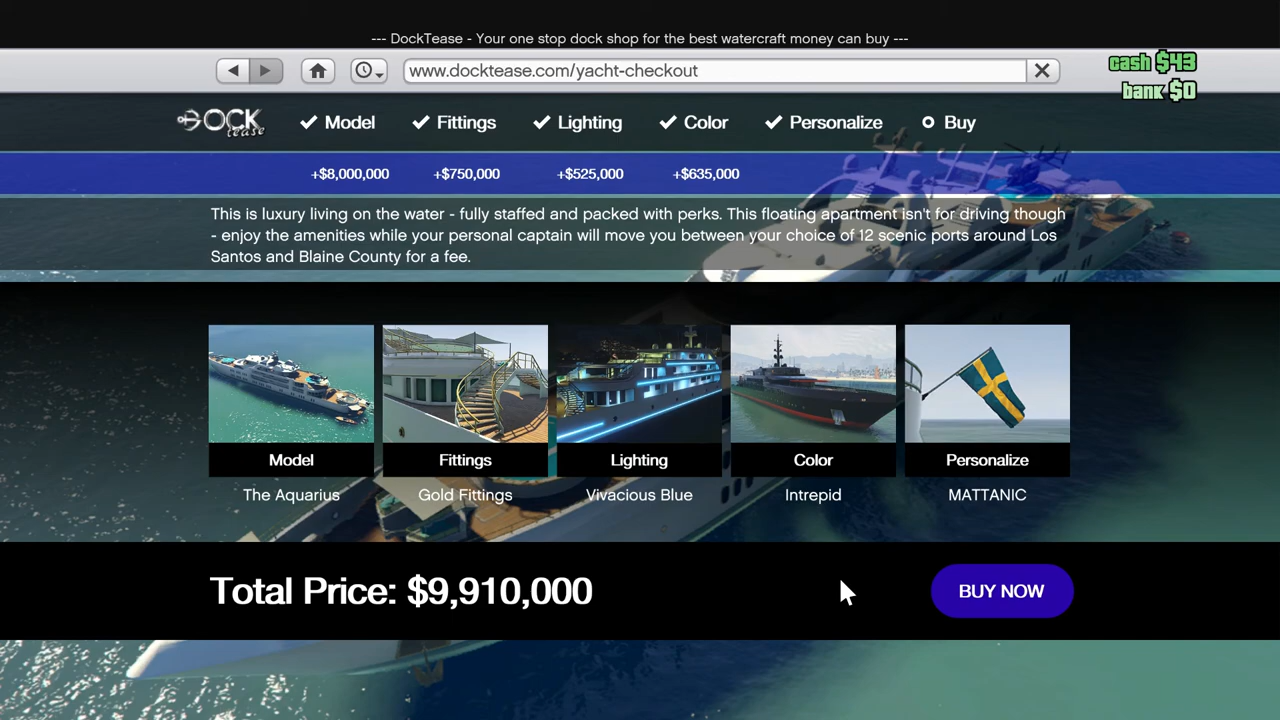 --- DockTease - Your one stop dock shop for the best watercraft money can buy ---
www.docktease.com/yacht-checkout
cash $43
bank $0
DOCK
tease
Model
Fittings
Lighting
Color
Personalize
Buy
+$8,000,000
+$750,000
+$525,000
+$635,000
This is luxury living on the water - fully staffed and packed with perks. This floating apartment isn't for driving though
- enjoy the amenities while your personal captain will move you between your choice of 12 scenic ports around Los
Santos and Blaine County for a fee.
Model
Fittings
Lighting
Color
Personalize
The Aquarius
Gold Fittings
Vivacious Blue
Intrepid
MATTANIC
Total Price: $9,910,000
BUY NOW